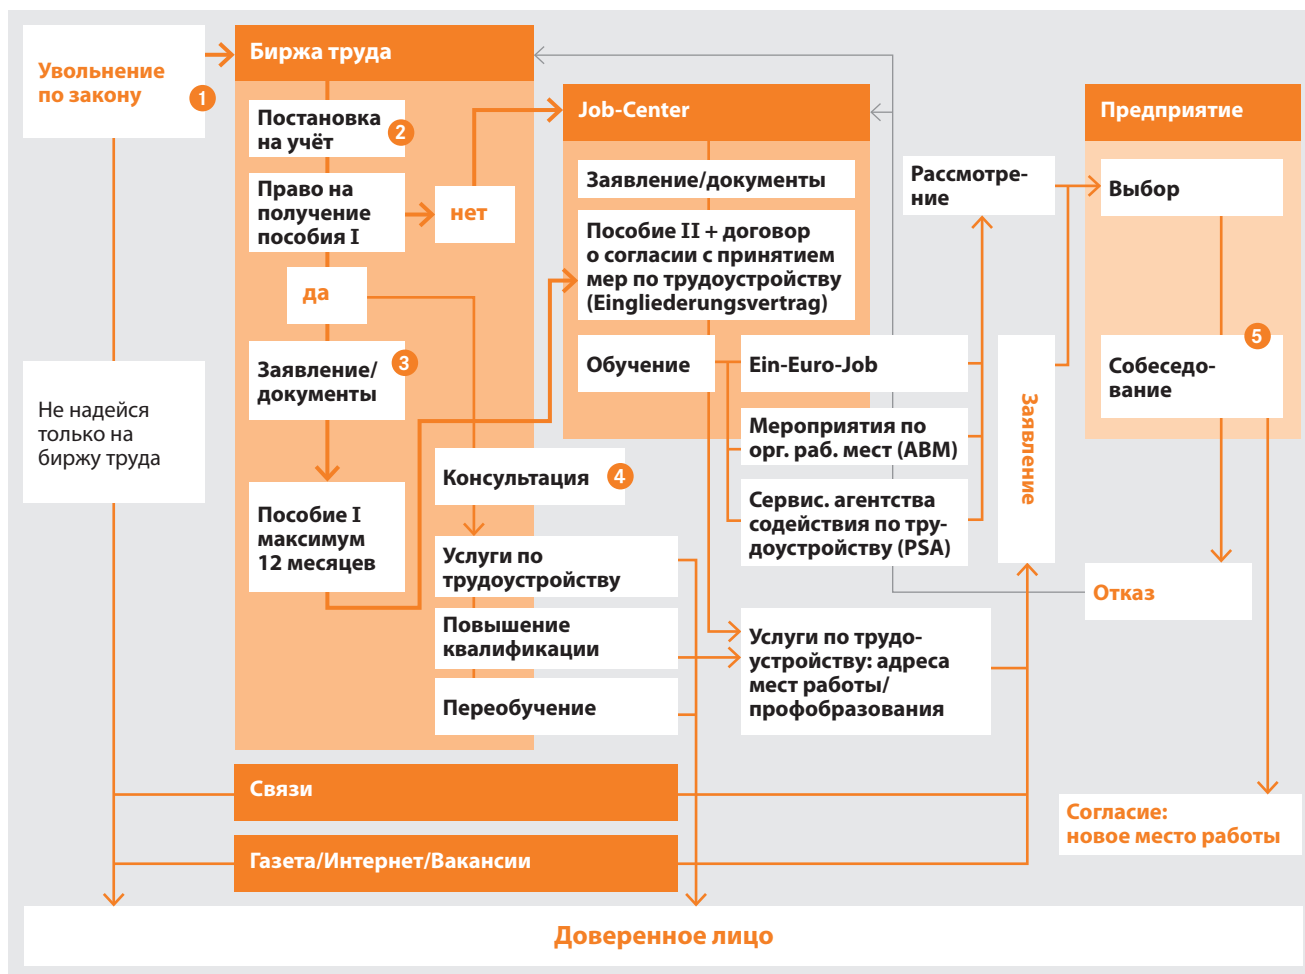 Увольнение
по закону
1
Биржа труда
Постановка
на учёт
2
Право на
получение
пособия I
нет
да
Заявление/
документы
3
Пособие I
максимум
12 месяцев
Не надейся
только на
биржу труда
Консультация
4
Услуги по
трудоустройству
Повышение
квалификации
Переобучение
Job-Center
Заявление/документы
Пособие II + договор
о согласии с принятием
мер по трудоустройству
(Eingliederungsvertrag)
Обучение
Ein-Euro-Job
Мероприятия по
орг. раб. мест (ABM)
Сервис. агентства
содействия по тру-
доустройству (PSA)
Услуги по трудо-
устройству: адреса
мест работы/
профобразования
Рассмотре-
ние
Заявление
Предприятие
Выбор
5
Собеседо-
вание
Отказ
Согласие:
новое место работы
Связи
Газета/Интернет/Вакансии
Доверенное лицо